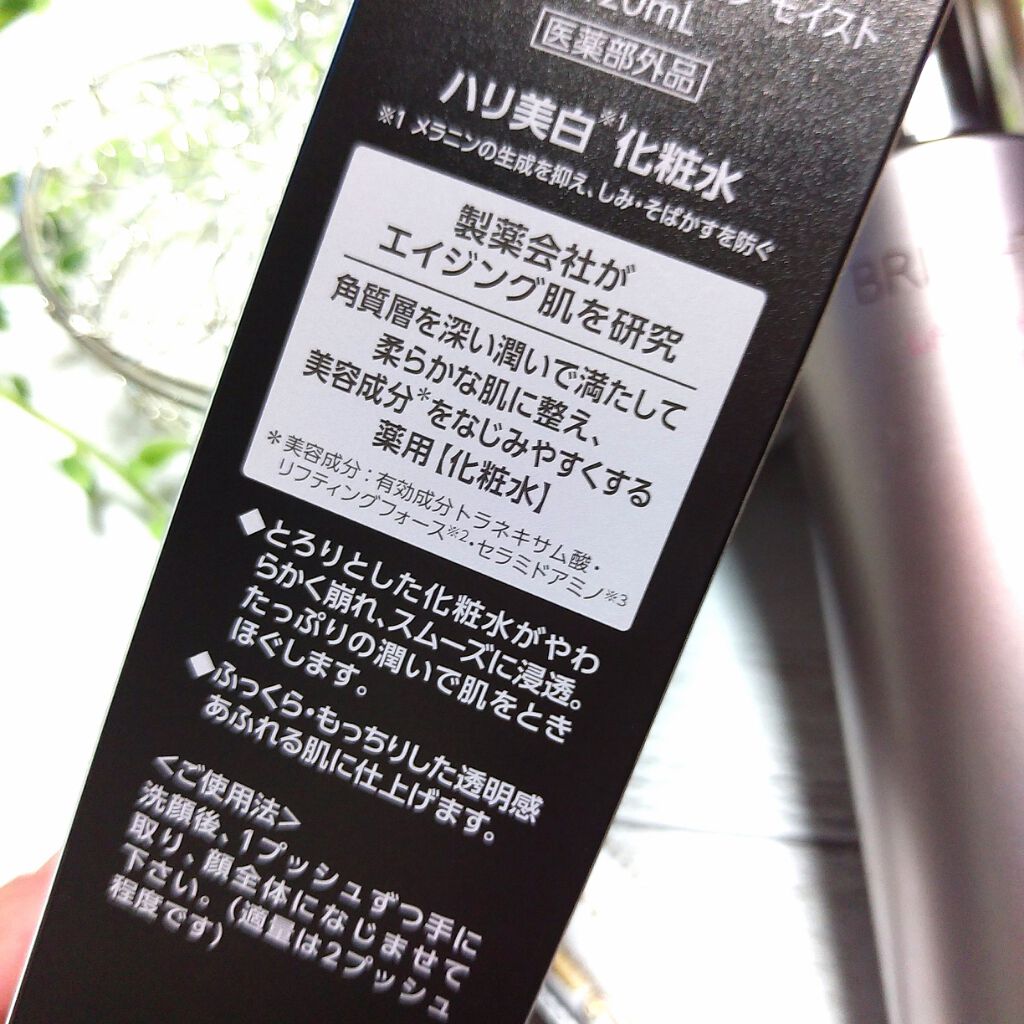 モイスト
20mL
医薬部外品
ハリ美白※1 化粧水
※1 メラニンの生成を抑え、しみ・そばかすを防ぐ
製薬会社が
エイジング肌を研究
角質層を深い潤いで満たして
柔らかな肌に整え、
美容成分*をなじみやすくする
薬用【化粧水】
*美容成分：有効成分トラネキサム酸・
リフティングフォース※2・セラミドアミノ※3
◆とろりとした化粧水がやわ
らかく崩れ、スムーズに浸透。
たっぷりの潤いで肌をとき
ほぐします。
◆ふっくら・もっちりした透明感
あふれる肌に仕上げます。
<ご使用法>
洗顔後、1プッシュずつ手に
取り、顔全体になじませて
下さい。(適量は2プッシュ
程度です)
BRI